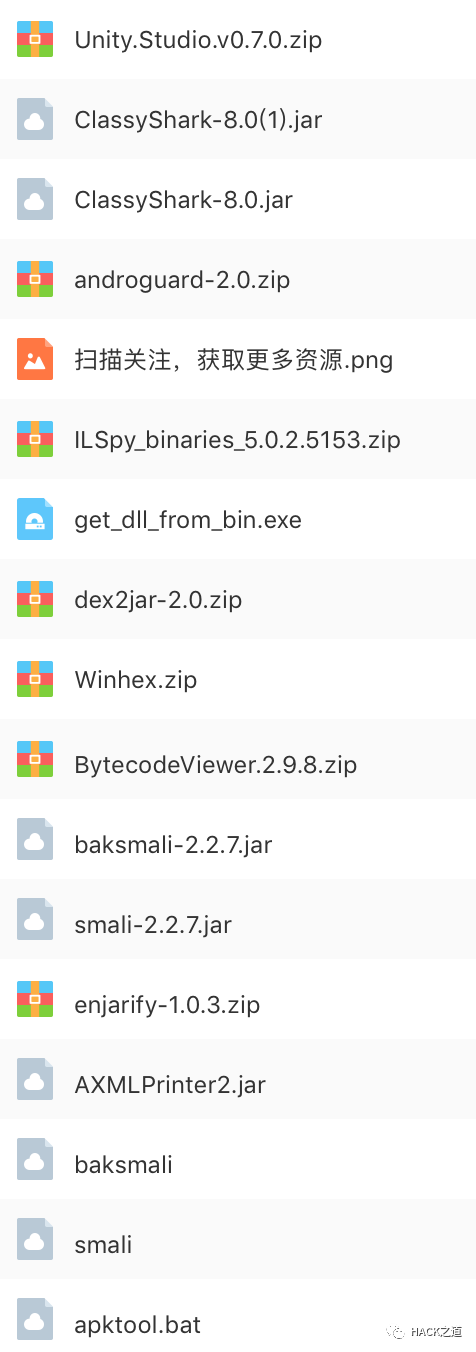 Unity.Studio.v0.7.0.zip
ClassyShark-8.0(1).jar
ClassyShark-8.0.jar
androguard-2.0.zip
扫描关注，获取更多资源.png
ILSpy_binaries_5.0.2.5153.zip
get_dll_from_bin.exe
dex2jar-2.0.zip
Winhex.zip
BytecodeViewer.2.9.8.zip
baksmali-2.2.7.jar
smali-2.2.7.jar
enjarify-1.0.3.zip
AXMLPrinter2.jar
baksmali
smali
apktool.bat
HACK之道